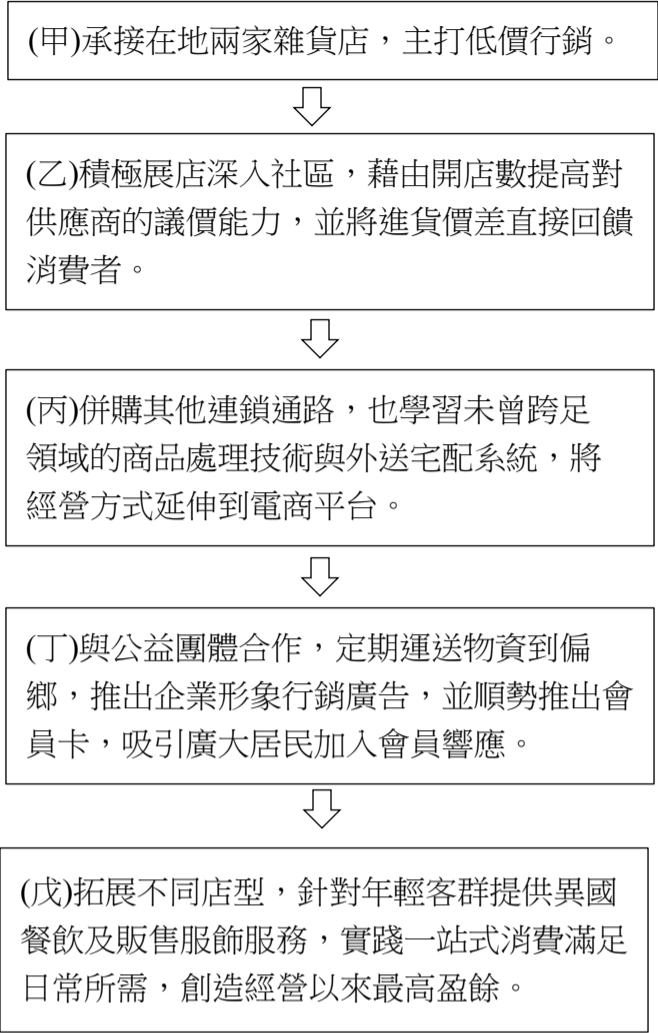 (甲)承接在地兩家雜貨店，主打低價行銷。
(乙)積極展店深入社區，藉由開店數提高對
供應商的議價能力，並將進貨價差直接回饋
消費者。
(丙)併購其他連鎖通路，也學習未曾跨足
領域的商品處理技術與外送宅配系統，將
經營方式延伸到電商平台。
(丁)與公益團體合作，定期運送物資到偏
鄉，推出企業形象行銷廣告，並順勢推出會
員卡，吸引廣大居民加入會員響應。
(戊)拓展不同店型，針對年輕客群提供異國
餐飲及販售服飾服務，實踐一站式消費滿足
日常所需，創造經營以來最高盈餘。